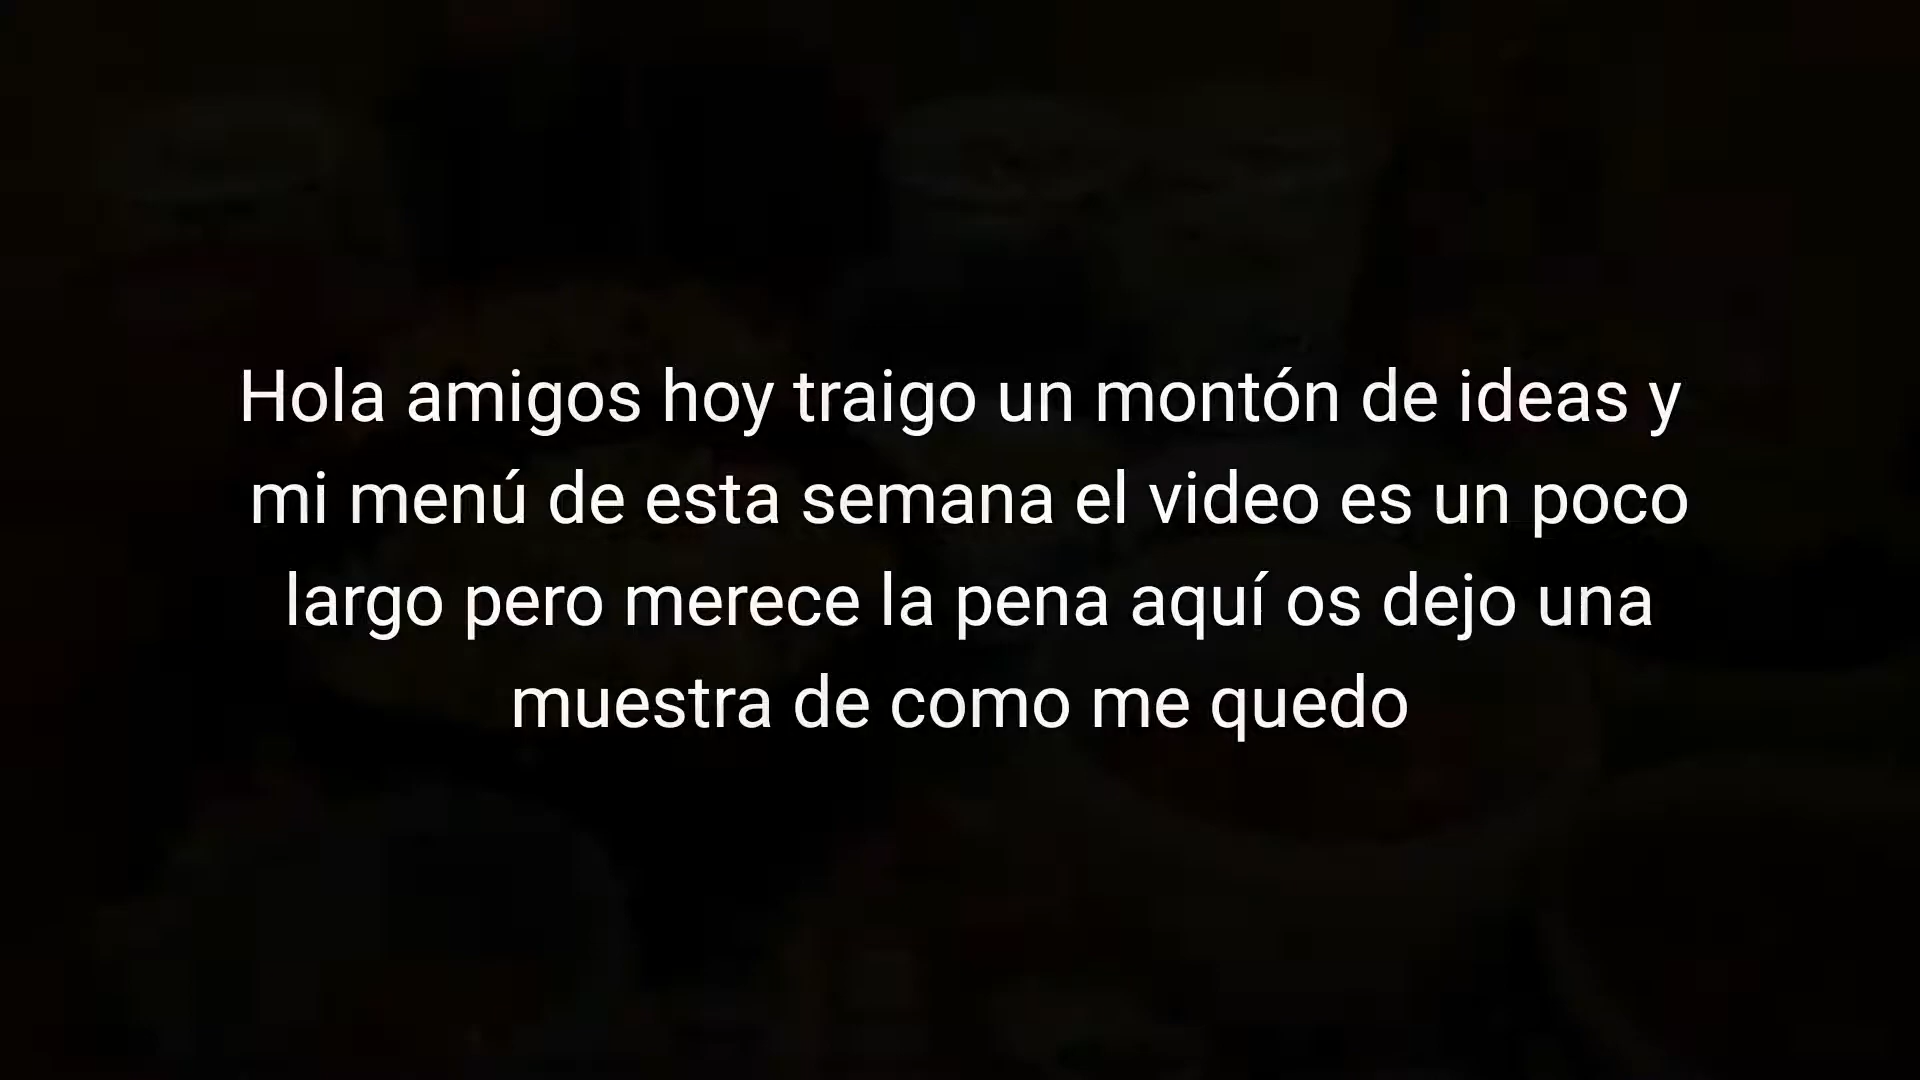 Hola amigos hoy traigo un montón de ideas y
mi menú de esta semana el video es un poco
largo pero merece la pena aquí os dejo una
muestra de como me quedo